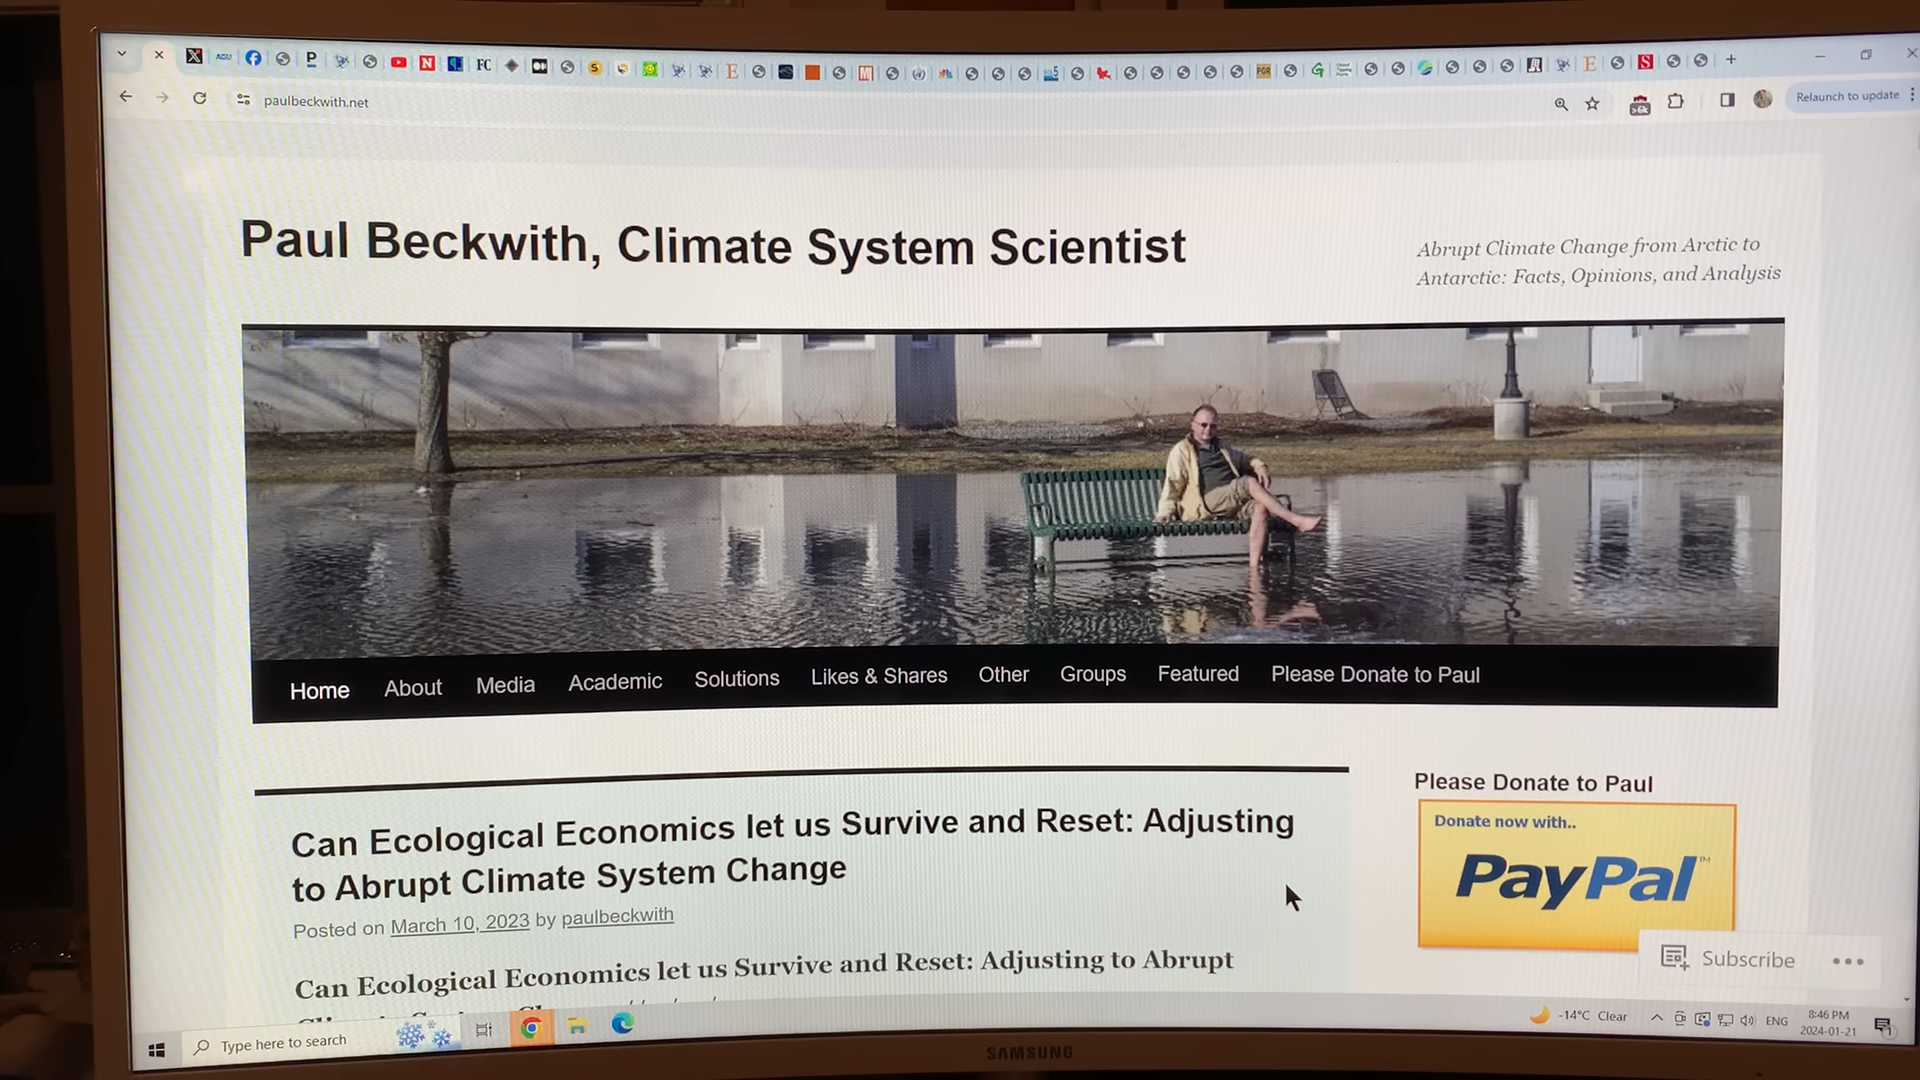 paulbeckwith.net
Relaunch to update
Paul Beckwith, Climate System Scientist
Abrupt Climate Change from Arctic to
Antarctic: Facts, Opinions, and Analysis
Home About Media Academic Solutions Likes & Shares Other Groups Featured Please Donate to Paul
Can Ecological Economics let us Survive and Reset: Adjusting
to Abrupt Climate System Change
Posted on March 10, 2023 by paulbeckwith
Can Ecological Economics let us Survive and Reset: Adjusting to Abrupt
Please Donate to Paul
Donate now with..
PayPal™
Subscribe
Type here to search
-14°C Clear
ENG
8:46 PM
2024-01-21
SAMSUNG